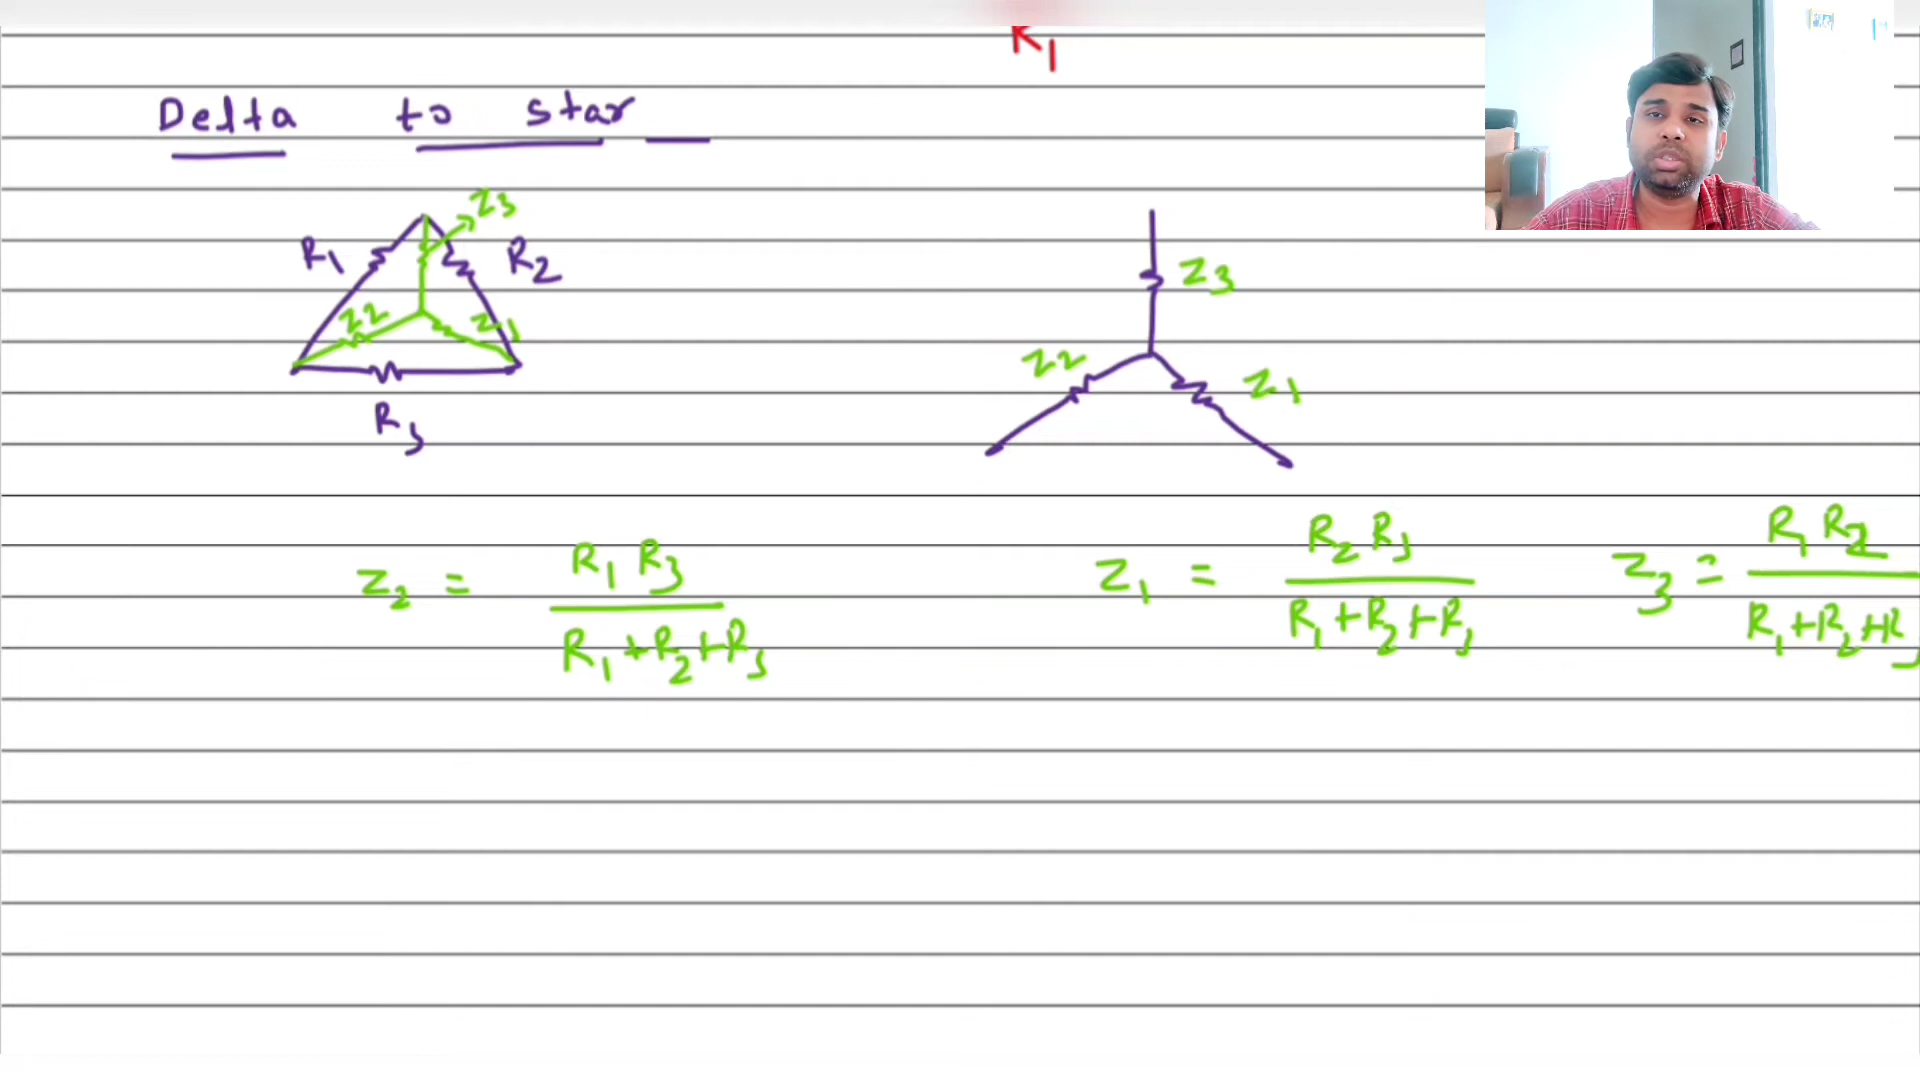 R1
Delta to star
Z3
R1
R2
Z2
Z1
R3
Z3
Z2
Z1
Z2 = R1 R3 / R1+R2+R3
Z1 = R2 R3 / R1+R2+R3
Z3 = R1 R2 / R1+R2+R3